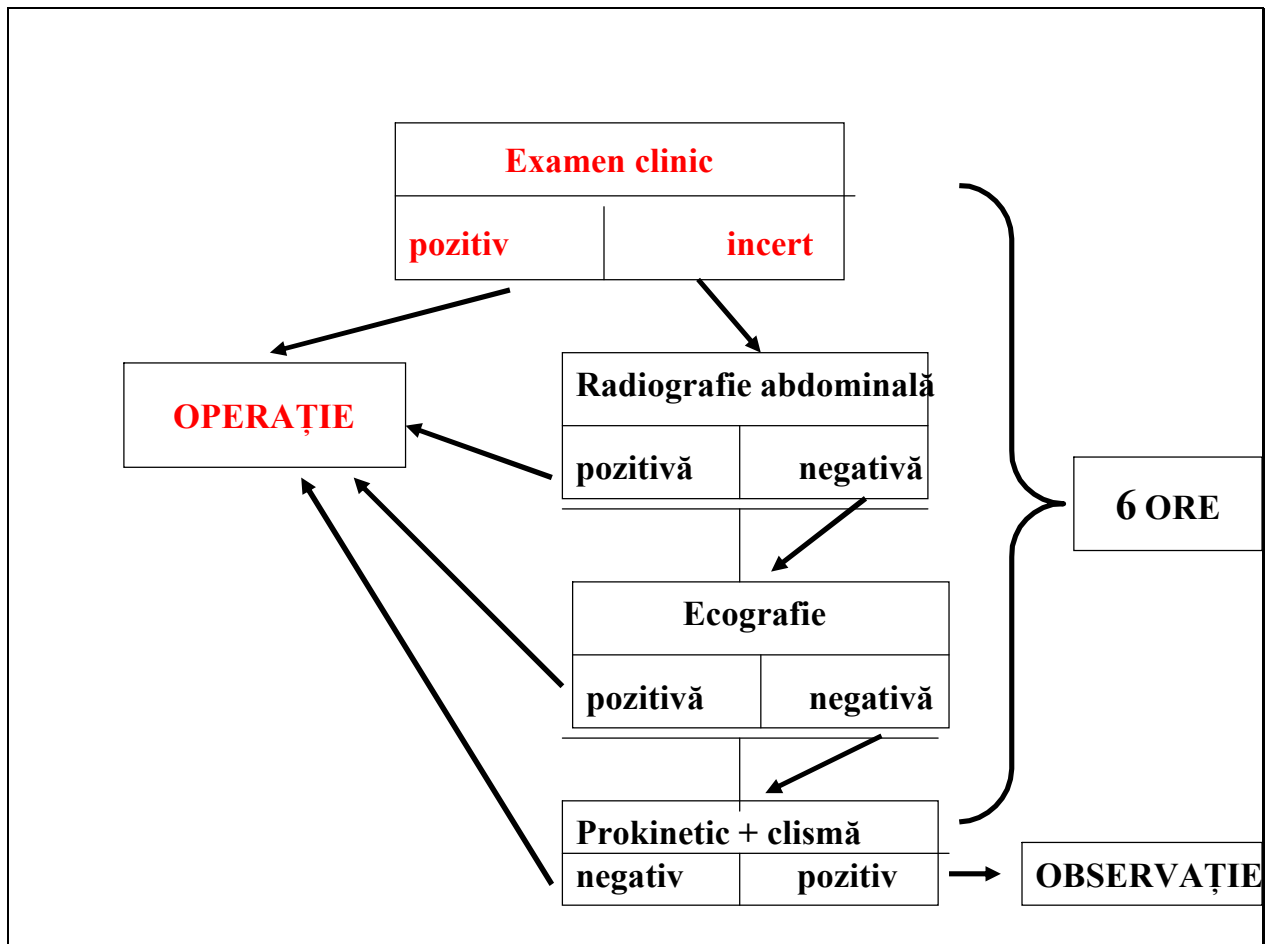 Examen clinic
pozitiv incert
OPERAȚIE
Radiografie abdominală
pozitivă negativă
6 ORE
Ecografie
pozitivă negativă
Prokinetic + clismă
negativ pozitiv
OBSERVAȚIE